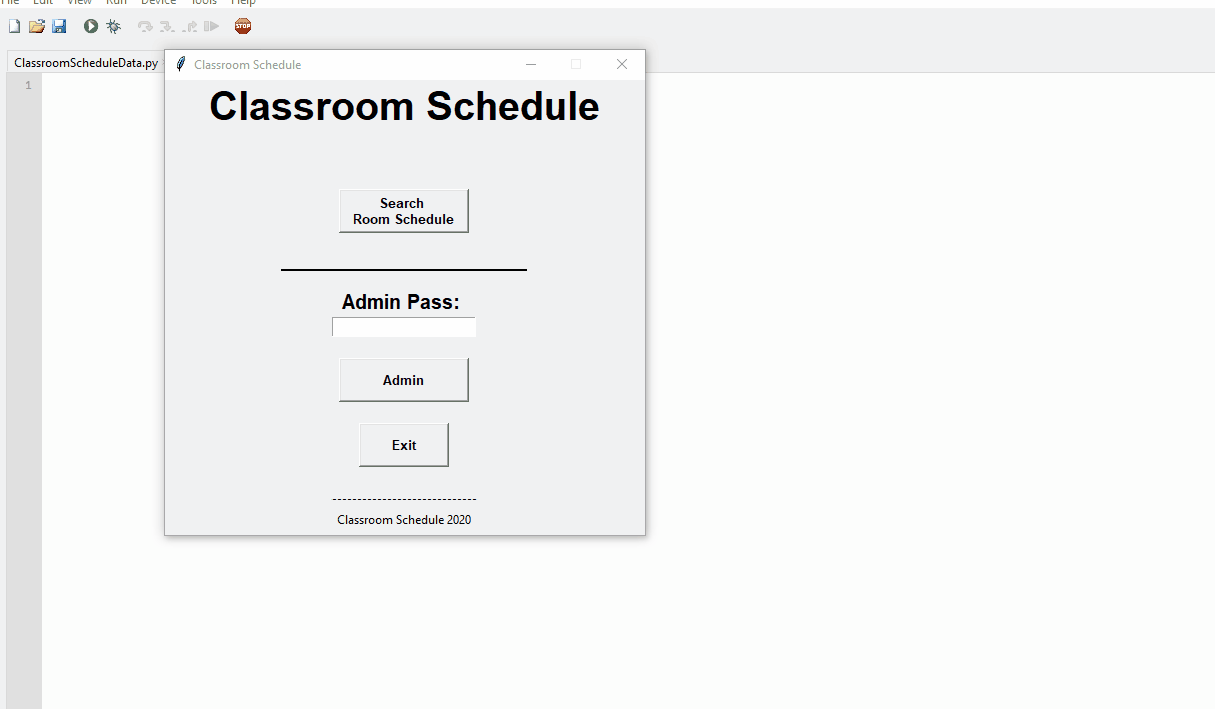 File Edit View Run Device Tools Help
STOP
ClassroomScheduleData.py
Classroom Schedule
1
Classroom Schedule
Search
Room Schedule
Admin Pass:
Admin
Exit
-----------------------------
Classroom Schedule 2020